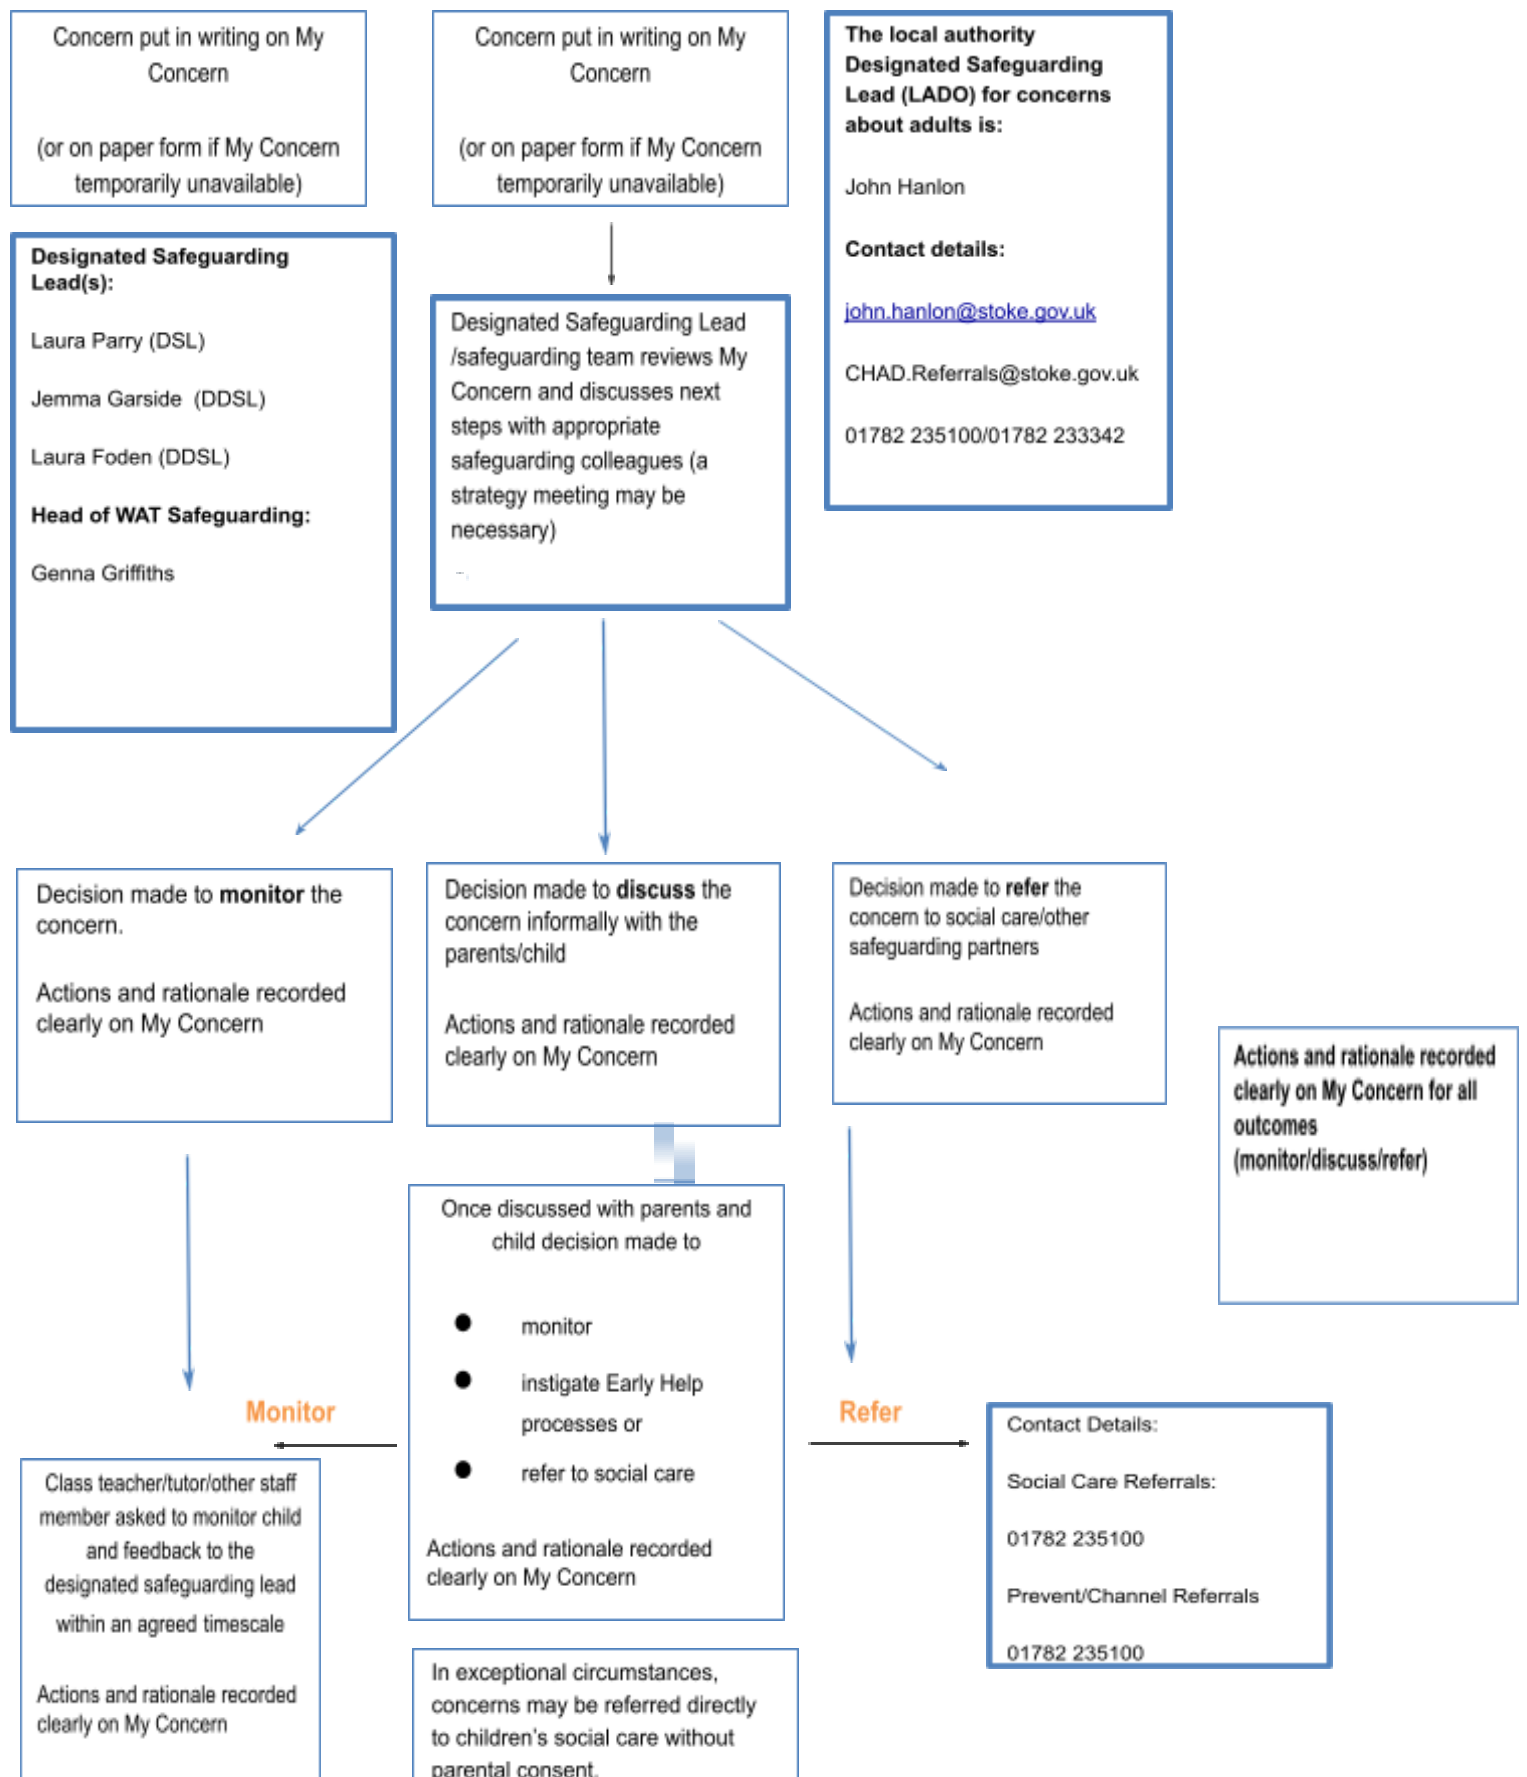 Concern put in writing on My
Concern
(or on paper form if My Concern
temporarily unavailable)
Concern put in writing on My
Concern
(or on paper form if My Concern
temporarily unavailable)
The local authority
Designated Safeguarding
Lead (LADO) for concerns
about adults is:
John Hanlon
Contact details:
john.hanlon@stoke.gov.uk
CHAD.Referrals@stoke.gov.uk
01782 235100/01782 233342
Designated Safeguarding
Lead(s):
Laura Parry (DSL)
Jemma Garside  (DDSL)
Laura Foden (DDSL)
Head of WAT Safeguarding:
Genna Griffiths
Designated Safeguarding Lead
/safeguarding team reviews My
Concern and discusses next
steps with appropriate
safeguarding colleagues (a
strategy meeting may be
necessary)
Decision made to monitor the
concern.
Actions and rationale recorded
clearly on My Concern
Decision made to discuss the
concern informally with the
parents/child
Actions and rationale recorded
clearly on My Concern
Decision made to refer the
concern to social care/other
safeguarding partners
Actions and rationale recorded
clearly on My Concern
Actions and rationale recorded
clearly on My Concern for all
outcomes
(monitor/discuss/refer)
Once discussed with parents and
child decision made to
● monitor
● instigate Early Help
processes or
● refer to social care
Actions and rationale recorded
clearly on My Concern
Monitor
Refer
Contact Details:
Social Care Referrals:
01782 235100
Prevent/Channel Referrals
01782 235100
Class teacher/tutor/other staff
member asked to monitor child
and feedback to the
designated safeguarding lead
within an agreed timescale
Actions and rationale recorded
clearly on My Concern
In exceptional circumstances,
concerns may be referred directly
to children's social care without
parental consent.